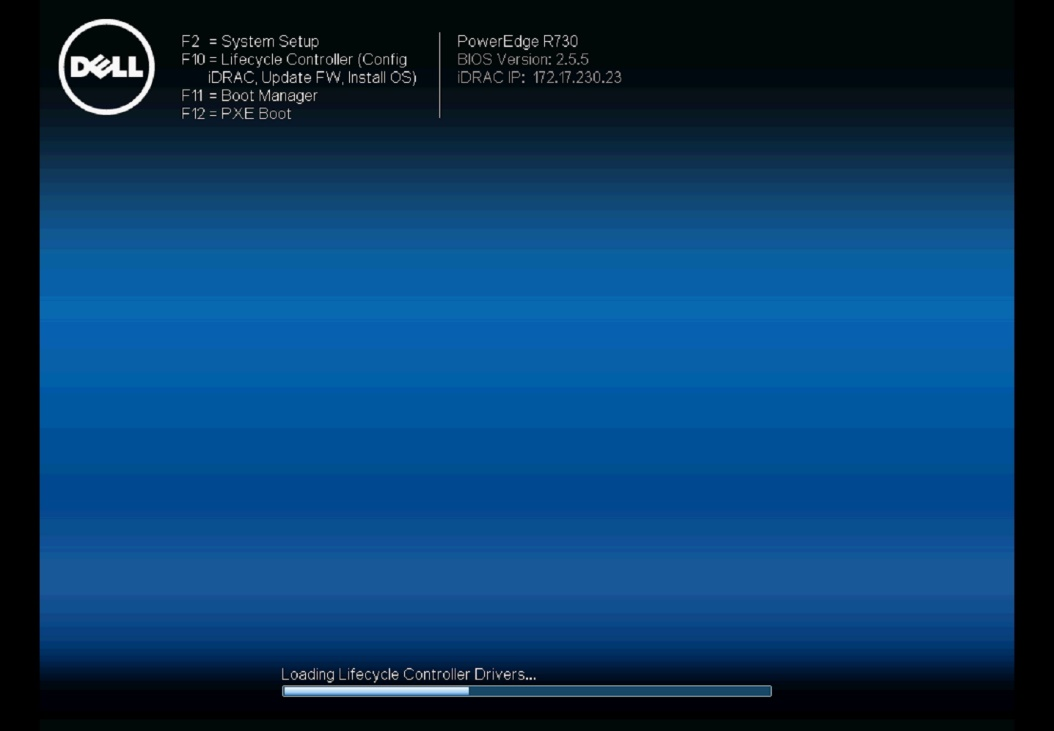 DELL
F2 = System Setup
F10 = Lifecycle Controller (Config
iDRAC, Update FW, Install OS)
F11 = Boot Manager
F12 = PXE Boot
PowerEdge R730
BIOS Version: 2.5.5
iDRAC IP: 172.17.230.23
Loading Lifecycle Controller Drivers...